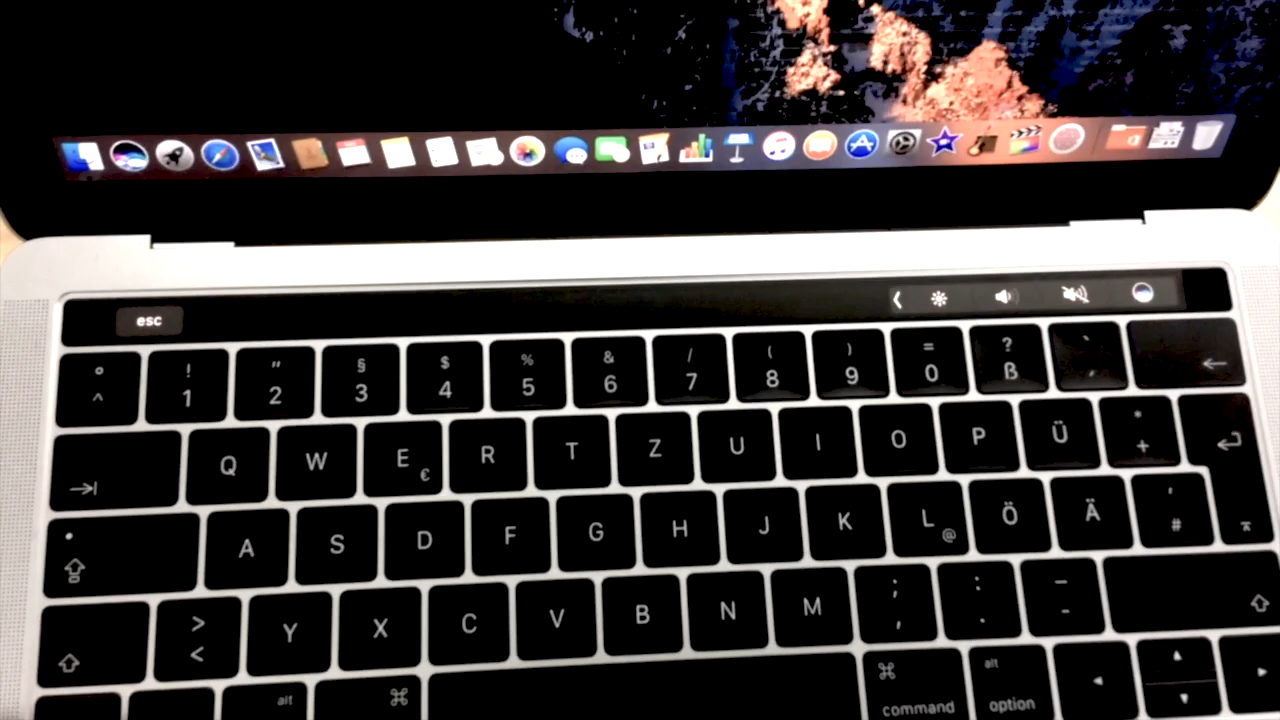 esc
° ! " § $ % & / ( ) = ? `
^ 1 2 3 4 5 6 7 8 9 0 ß ´ ←
→| Q W E € R T Z U I O P Ü * + ↩
A S D F G H J K L @ Ö Ä ' # ⌅
⇪
⇧ > < Y X C V B N M ; , : . _ - ⇧
alt ⌘ ⌘ command alt option ◀ ▲ ▼ ▶